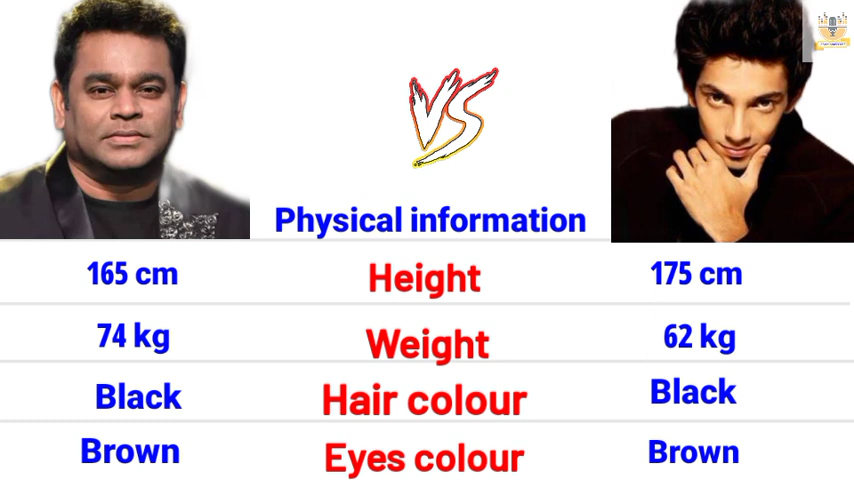 VS
Physical information
165 cm Height 175 cm
74 kg Weight 62 kg
Black Hair colour Black
Brown Eyes colour Brown